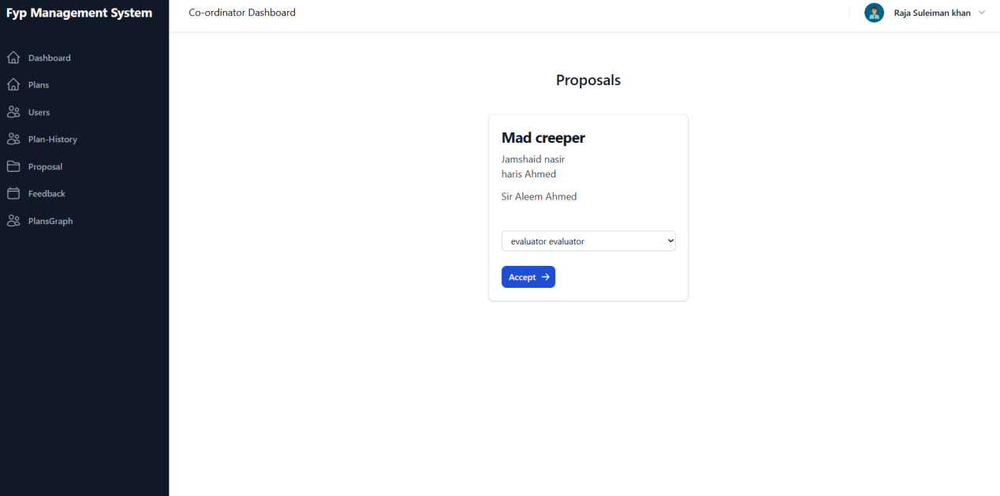 Fyp Management System
Co-ordinator Dashboard
Raja Suleiman khan
Dashboard
Plans
Users
Plan-History
Proposal
Feedback
PlansGraph
Proposals
Mad creeper
Jamshaid nasir
haris Ahmed
Sir Aleem Ahmed
evaluator evaluator
Accept